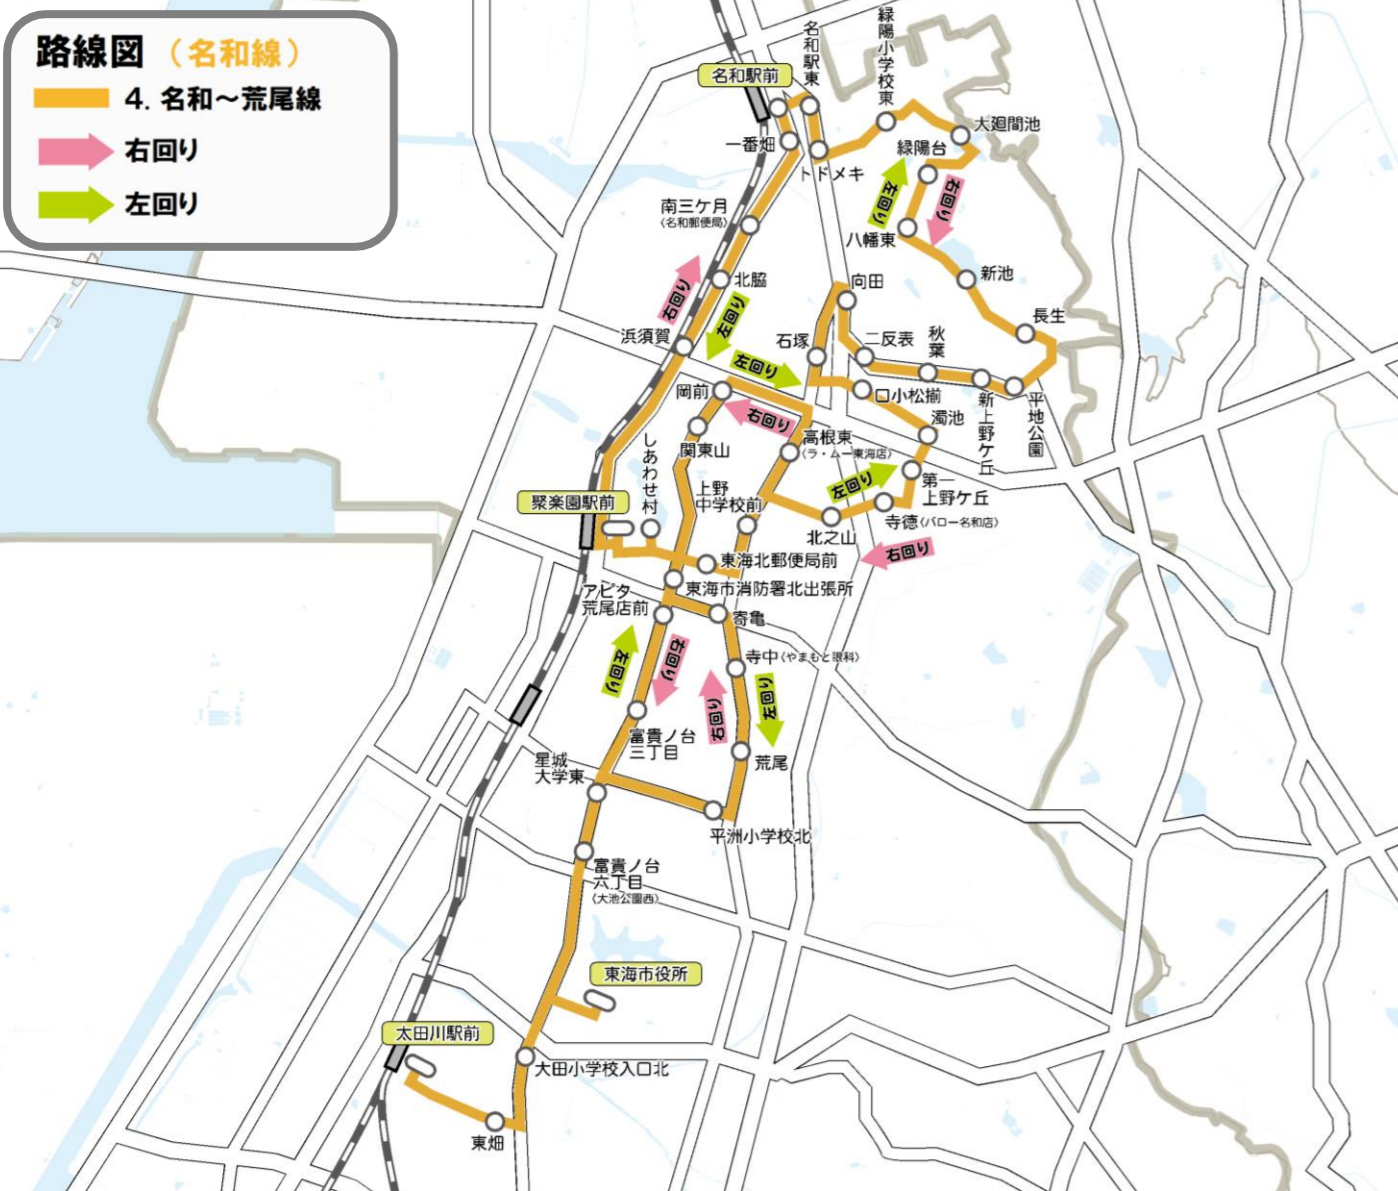 路線図（名和線）
4. 名和～荒尾線
右回り
左回り
名和駅前
名和駅東
緑陽小学校東
大廻間池
一番畑
トドメキ
緑陽台
左回り
右回り
南三ケ月
（名和郵便局）
八幡東
北脇
新池
右回り
左回り
向田
長生
浜須賀
石塚
二反表
秋葉
左回り
岡前
口小松揃
新上野ケ丘
平地公園
右回り
濁池
高根東
（ラ・ムー東海店）
関東山
しあわせ村
左回り
第一
上野ケ丘
上野
中学校前
聚楽園駅前
北之山
寺徳（バロー名和店）
右回り
東海北郵便局前
東海市消防署北出張所
アピタ
荒尾店前
寄亀
左回り
右回り
寺中（やまもと眼科）
右回り
左回り
富貴ノ台
三丁目
荒尾
星城
大学東
平洲小学校北
富貴ノ台
六丁目
（大池公園西）
東海市役所
太田川駅前
大田小学校入口北
東畑